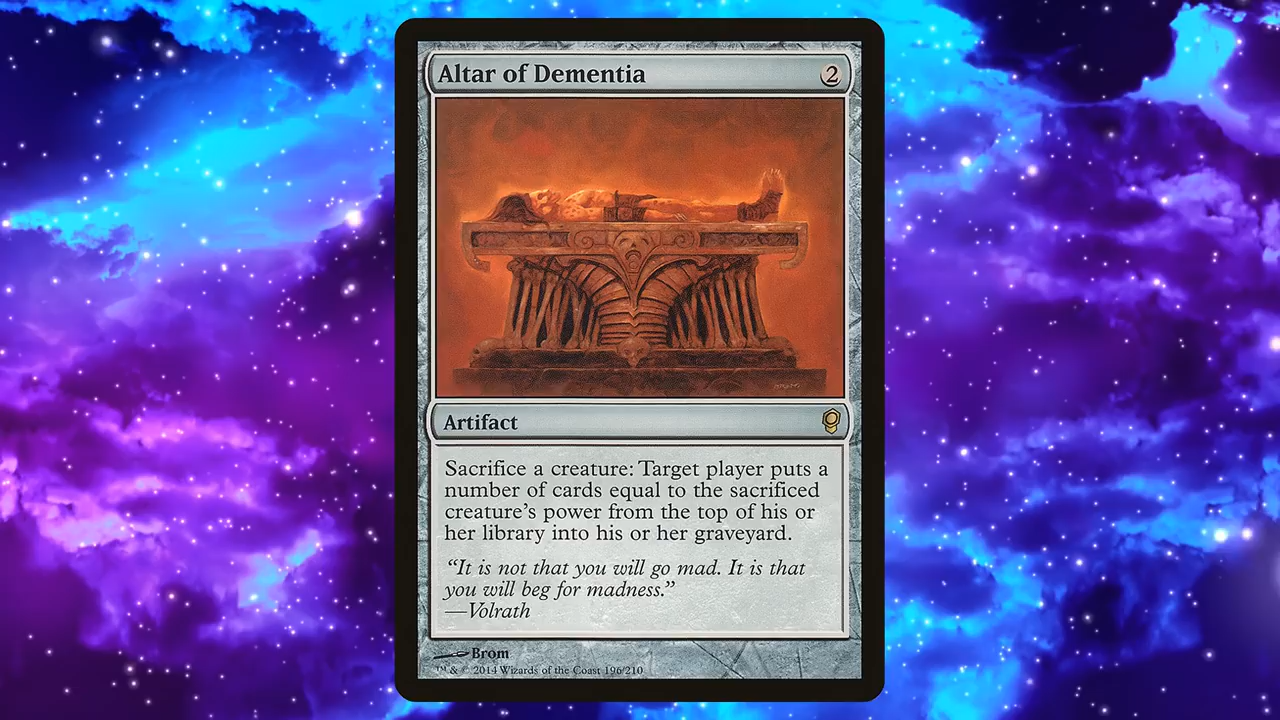 Altar of Dementia 2
Artifact
Sacrifice a creature: Target player puts a
number of cards equal to the sacrificed
creature's power from the top of his or
her library into his or her graveyard.
“It is not that you will go mad. It is that
you will beg for madness.”
—Volrath
Brom
™ & © 2014 Wizards of the Coast 196/210